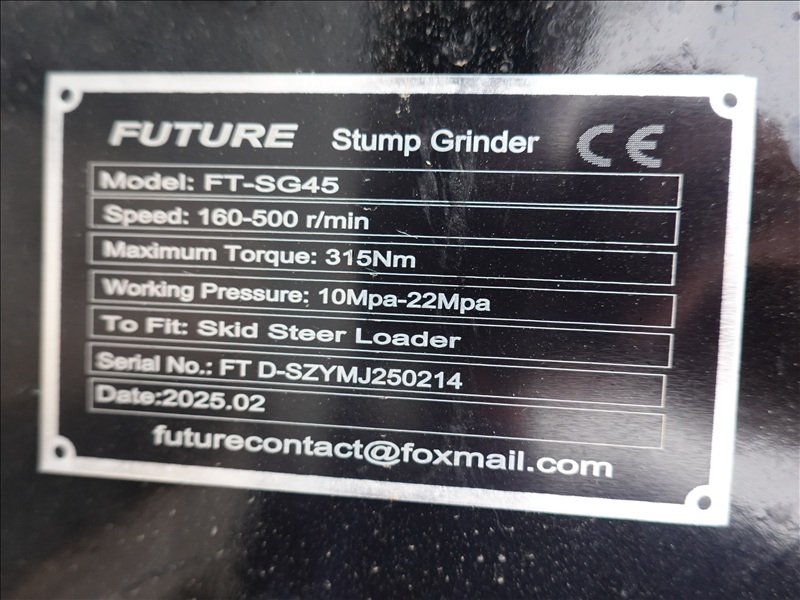 FUTURE Stump Grinder CE
Model: FT-SG45
Speed: 160-500 r/min
Maximum Torque: 315Nm
Working Pressure: 10Mpa-22Mpa
To Fit: Skid Steer Loader
Serial No.: FT D-SZYMJ250214
Date:2025.02
futurecontact@foxmail.com